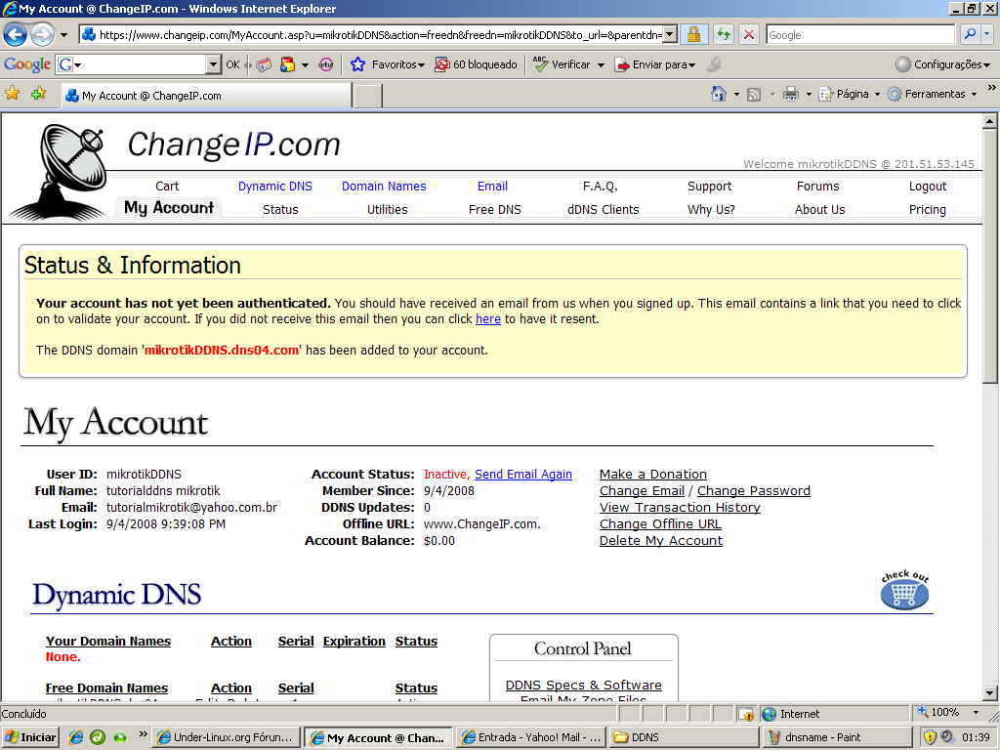 My Account @ ChangeIP.com - Windows Internet Explorer
https://www.changeip.com/MyAccount.asp?u=mikrotikDDNS&action=freedn&freedn=mikrotikDDNS&to_url=&parentdn=
Google
Google G OK orkut Favoritos 60 bloqueado ABC Verificar Enviar para Configurações
My Account @ ChangeIP.com Página Ferramentas
ChangeIP.com
Welcome mikrotikDDNS @ 201.51.53.145
Cart Dynamic DNS Domain Names Email F.A.Q. Support Forums Logout
My Account Status Utilities Free DNS dDNS Clients Why Us? About Us Pricing
Status & Information
Your account has not yet been authenticated. You should have received an email from us when you signed up. This email contains a link that you need to click
on to validate your account. If you did not receive this email then you can click here to have it resent.
The DDNS domain 'mikrotikDDNS.dns04.com' has been added to your account.
My Account
User ID: mikrotikDDNS Account Status: Inactive, Send Email Again Make a Donation
Full Name: tutorialddns mikrotik Member Since: 9/4/2008 Change Email / Change Password
Email: tutorialmikrotik@yahoo.com.br DDNS Updates: 0 View Transaction History
Last Login: 9/4/2008 9:39:08 PM Offline URL: www.ChangeIP.com. Change Offline URL
Account Balance: $0.00 Delete My Account
Dynamic DNS check out
Your Domain Names Action Serial Expiration Status
None.
Control Panel
Free Domain Names Action Serial Status
DDNS Specs & Software
Email My Zone Files
Concluído Internet 100%
Iniciar Under-Linux.org Fórun... My Account @ Chan... Entrada - Yahoo! Mail - ... DDNS dnsname - Paint 01:39